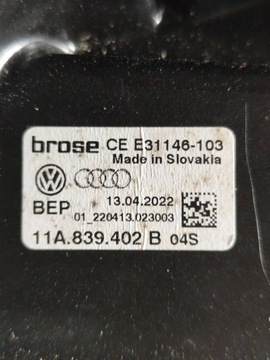 brose CE E31146-103
Made in Slovakia
BEP 13.04.2022
01_220413.023003
11A.839.402 B 04S